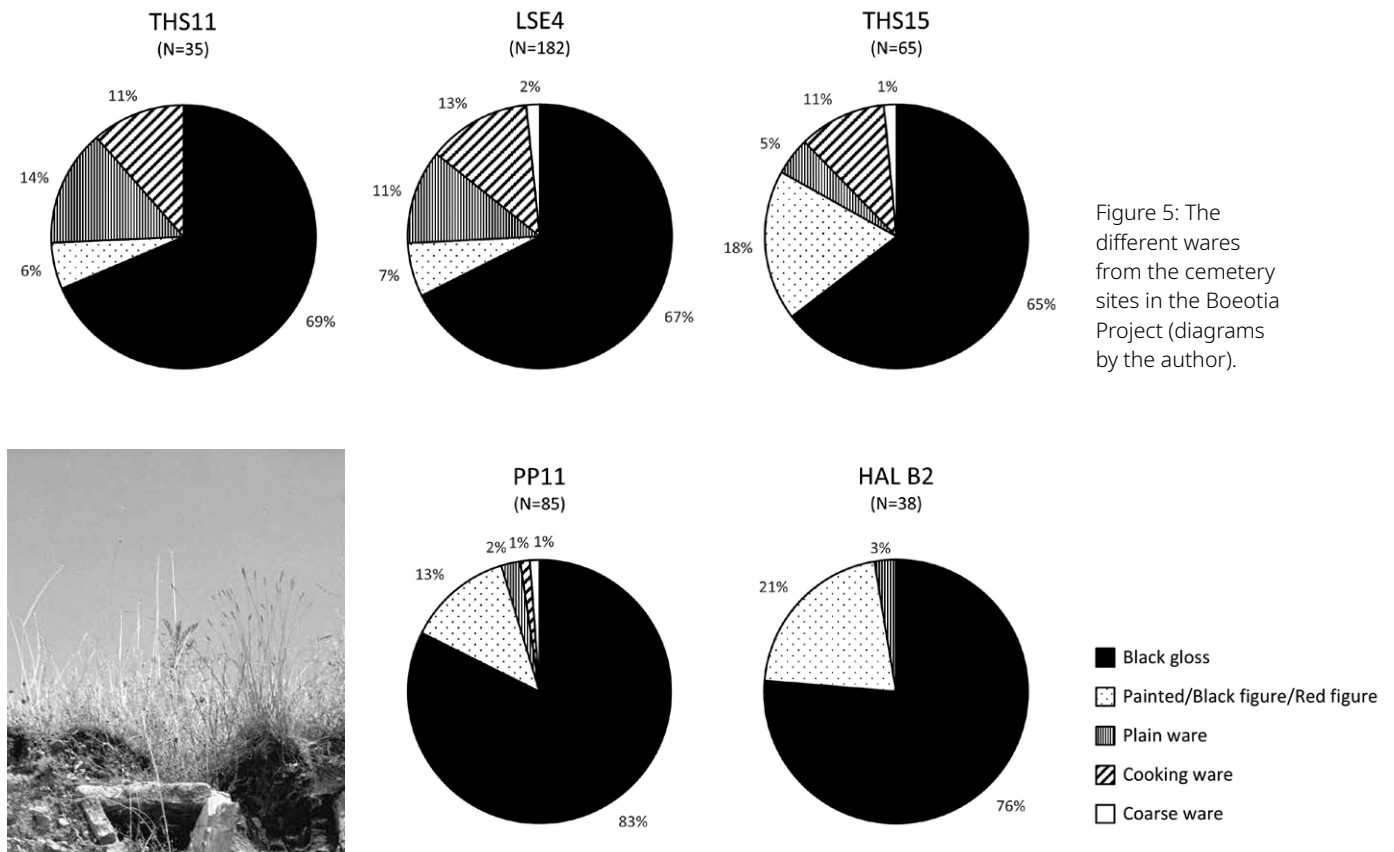 THS11
(N=35)
11%
14%
6%
69%
LSE4
(N=182)
2%
13%
11%
7%
67%
THS15
(N=65)
1%
11%
5%
18%
65%
Figure 5: The
different wares
from the cemetery
sites in the Boeotia
Project (diagrams
by the author).
PP11
(N=85)
2% 1% 1%
13%
83%
HAL B2
(N=38)
3%
21%
76%
Black gloss
Painted/Black figure/Red figure
Plain ware
Cooking ware
Coarse ware